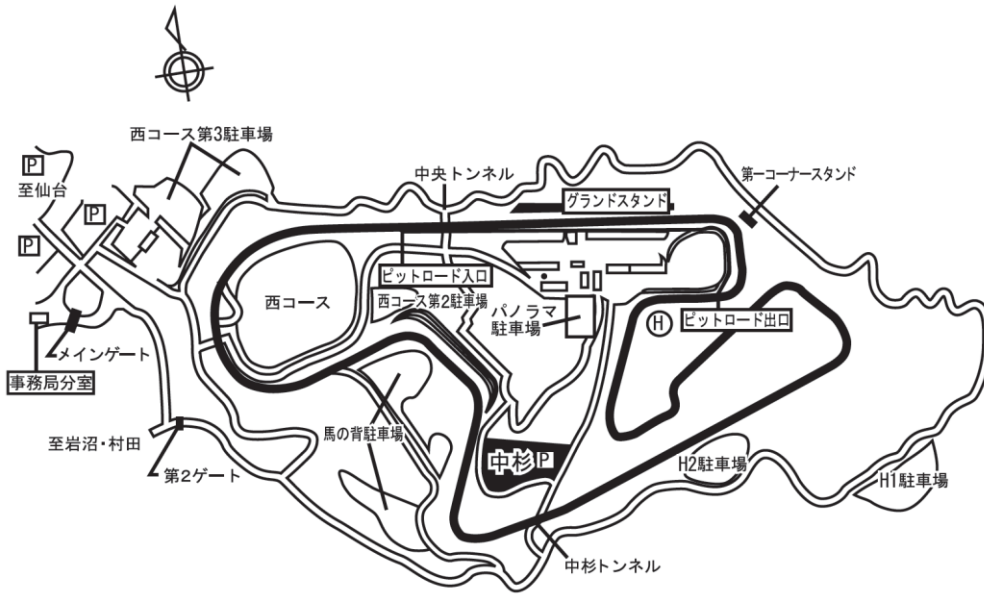 西コース第3駐車場
P
至仙台
P
P
中央トンネル
グランドスタンド
第一コーナースタンド
ピットロード入口
西コース
西コース第2駐車場
パノラマ
駐車場
H
ピットロード出口
メインゲート
事務局分室
至岩沼・村田
第2ゲート
馬の背駐車場
中杉 P
H2駐車場
H1駐車場
中杉トンネル